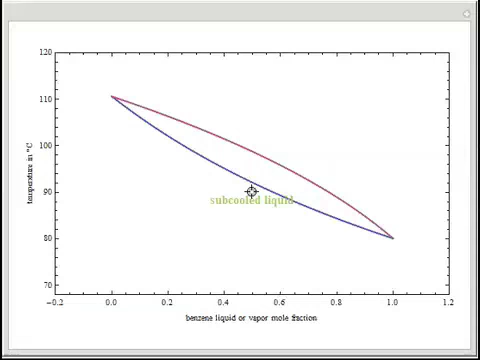 120
110
100
90
80
70
temperature in °C
subcooled liquid
−0.2 0.0 0.2 0.4 0.6 0.8 1.0 1.2
benzene liquid or vapor mole fraction